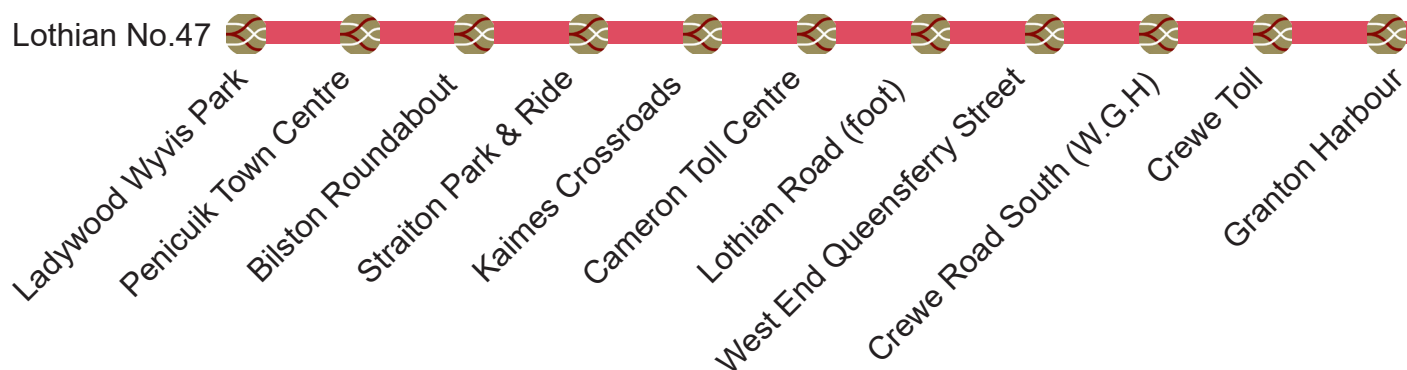 Lothian No.47
Ladywood Wyvis Park
Penicuik Town Centre
Bilston Roundabout
Straiton Park & Ride
Kaimes Crossroads
Cameron Toll Centre
Lothian Road (foot)
West End Queensferry Street
Crewe Road South (W.G.H)
Crewe Toll
Granton Harbour